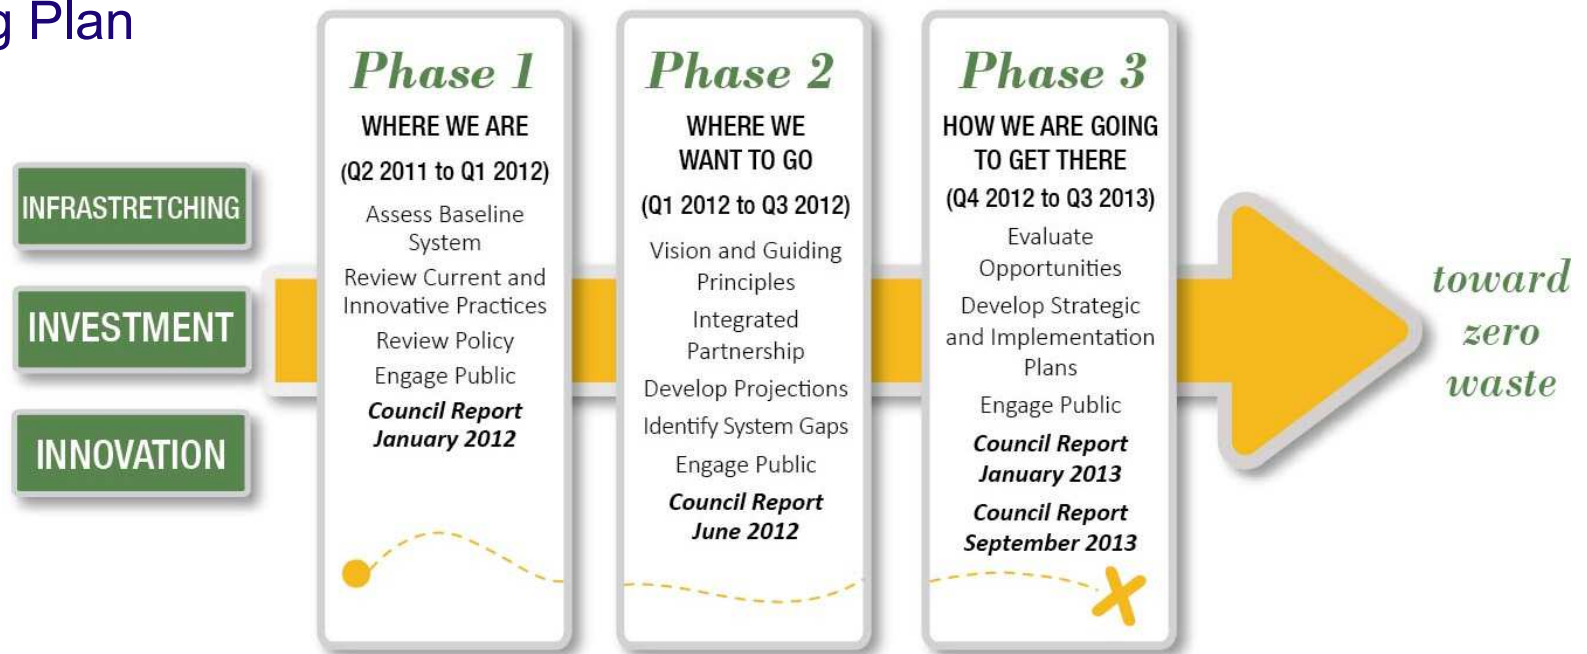 g Plan
INFRASTRETCHING
INVESTMENT
INNOVATION
Phase 1
WHERE WE ARE
(Q2 2011 to Q1 2012)
Assess Baseline
System
Review Current and
Innovative Practices
Review Policy
Engage Public
Council Report
January 2012
Phase 2
WHERE WE
WANT TO GO
(Q1 2012 to Q3 2012)
Vision and Guiding
Principles
Integrated
Partnership
Develop Projections
Identify System Gaps
Engage Public
Council Report
June 2012
Phase 3
HOW WE ARE GOING
TO GET THERE
(Q4 2012 to Q3 2013)
Evaluate
Opportunities
Develop Strategic
and Implementation
Plans
Engage Public
Council Report
January 2013
Council Report
September 2013
toward
zero
waste